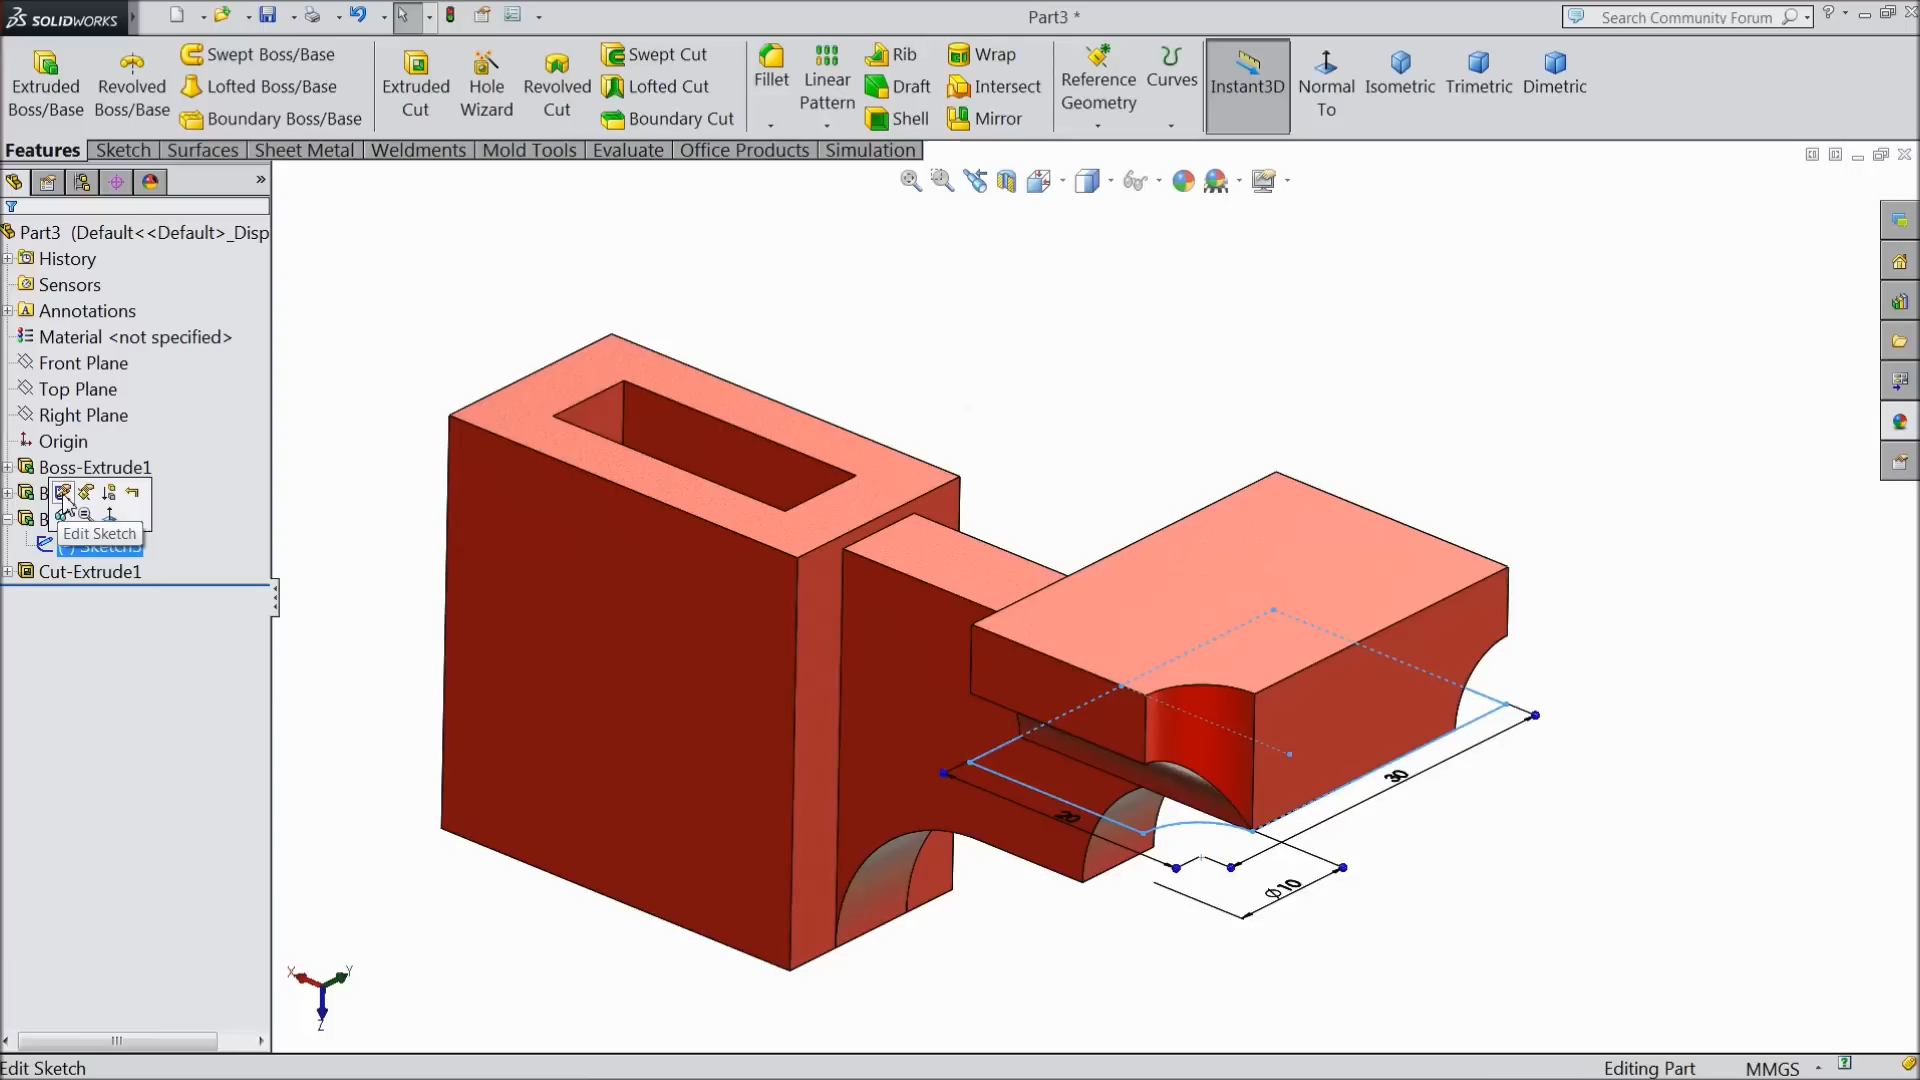 SOLIDWORKS
Part3 *
Search Community Forum
?
Extruded Boss/Base
Revolved Boss/Base
Swept Boss/Base
Lofted Boss/Base
Boundary Boss/Base
Extruded Cut
Hole Wizard
Revolved Cut
Swept Cut
Lofted Cut
Boundary Cut
Fillet
Linear Pattern
Rib
Draft
Shell
Wrap
Intersect
Mirror
Reference Geometry
Curves
Instant3D
Normal To
Isometric
Trimetric
Dimetric
Features
Sketch
Surfaces
Sheet Metal
Weldments
Mold Tools
Evaluate
Office Products
Simulation
»
Part3 (Default<<Default>_Disp
History
Sensors
Annotations
Material <not specified>
Front Plane
Top Plane
Right Plane
Origin
Boss-Extrude1
B
B
Edit Sketch
Cut-Extrude1
20
30
Φ10
X
Y
Z
Edit Sketch
Editing Part
MMGS